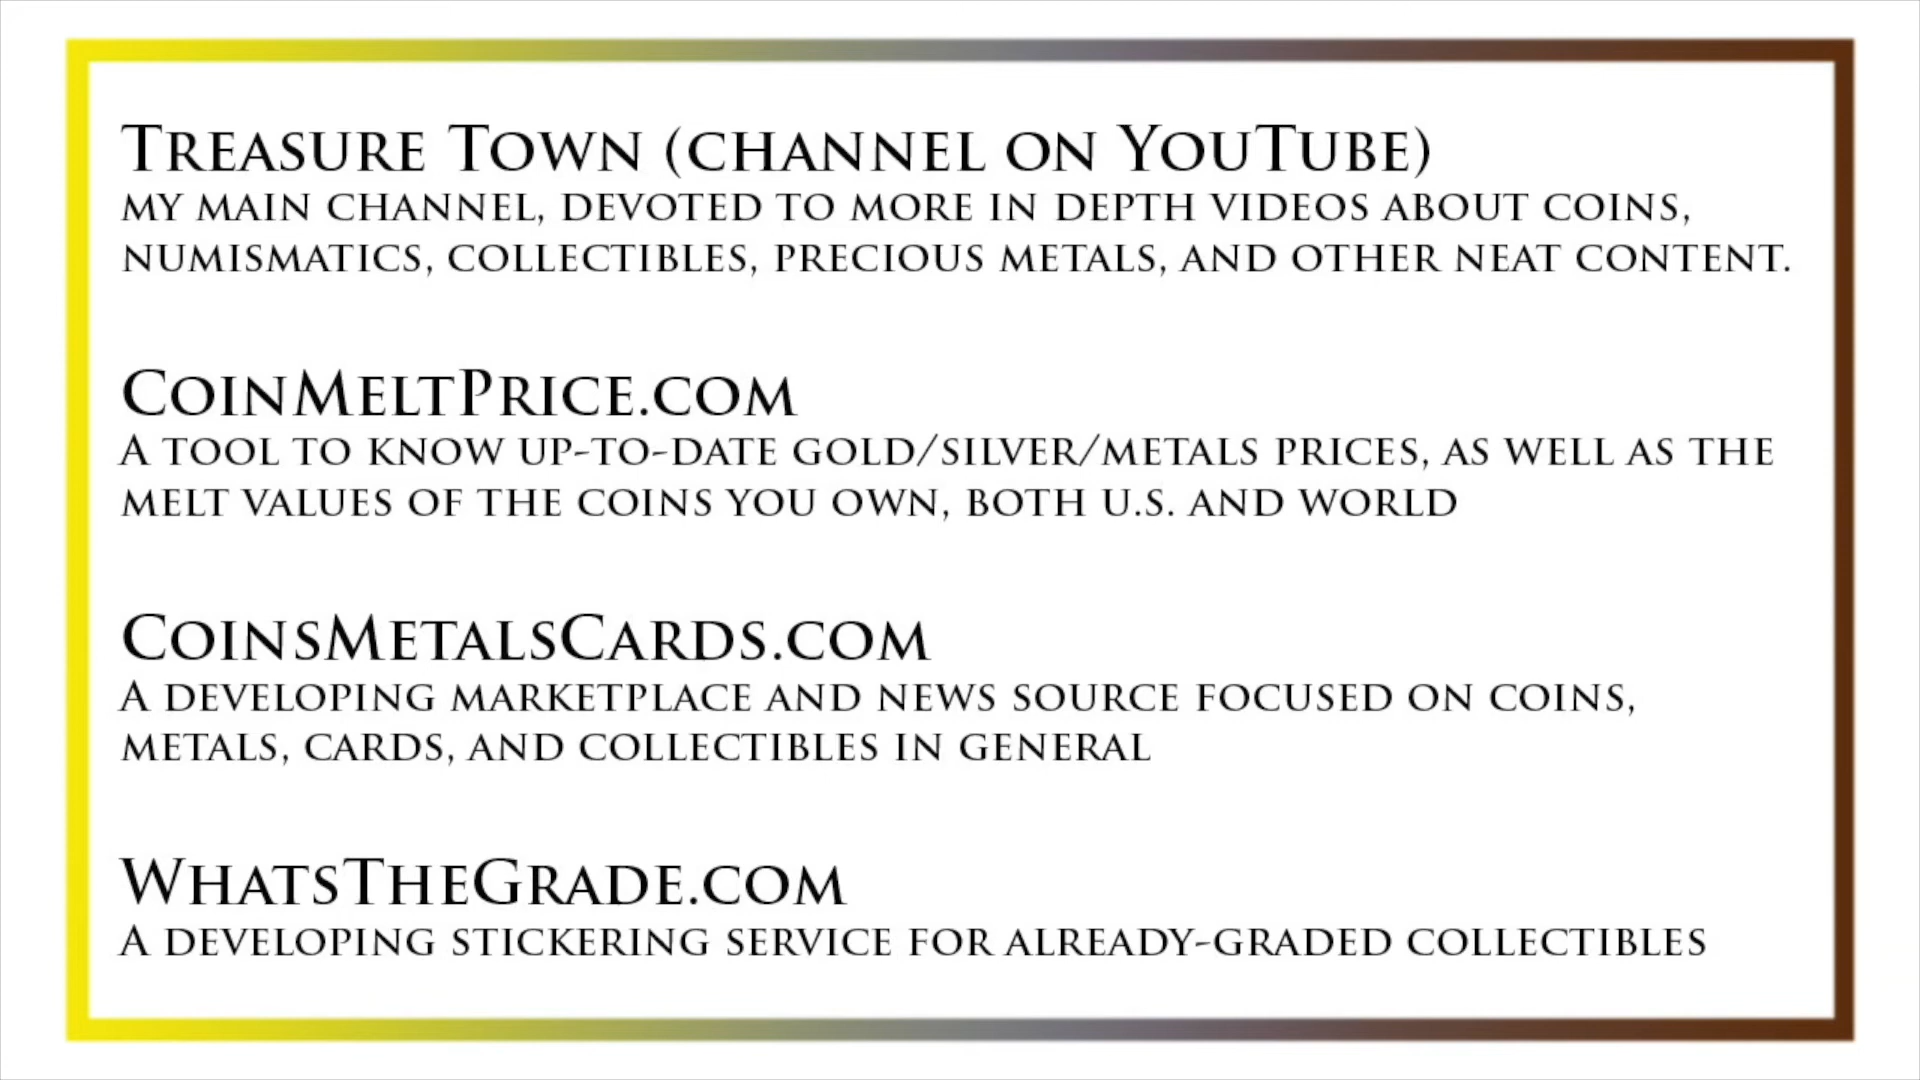 Treasure Town (channel on YouTube)
my main channel, devoted to more in depth videos about coins,
numismatics, collectibles, precious metals, and other neat content.
CoinMeltPrice.com
A tool to know up-to-date gold/silver/metals prices, as well as the
melt values of the coins you own, both U.S. and world
CoinsMetalsCards.com
A developing marketplace and news source focused on coins,
metals, cards, and collectibles in general
WhatsTheGrade.com
A developing stickering service for already-graded collectibles